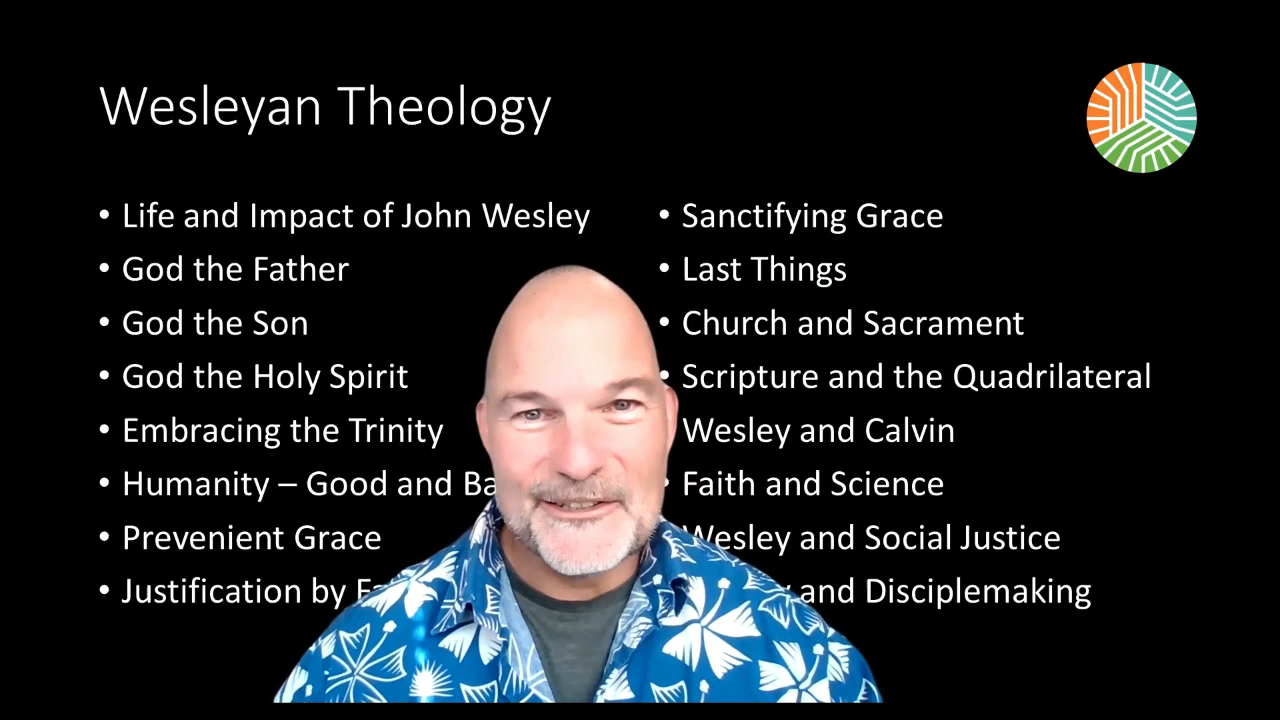 Wesleyan Theology
• Life and Impact of John Wesley
• God the Father
• God the Son
• God the Holy Spirit
• Embracing the Trinity
• Humanity – Good and
• Prevenient Grace
• Justification by
• Sanctifying Grace
• Last Things
• Church and Sacrament
• Scripture and the Quadrilateral
Wesley and Calvin
• Faith and Science
Wesley and Social Justice
and Disciplemaking